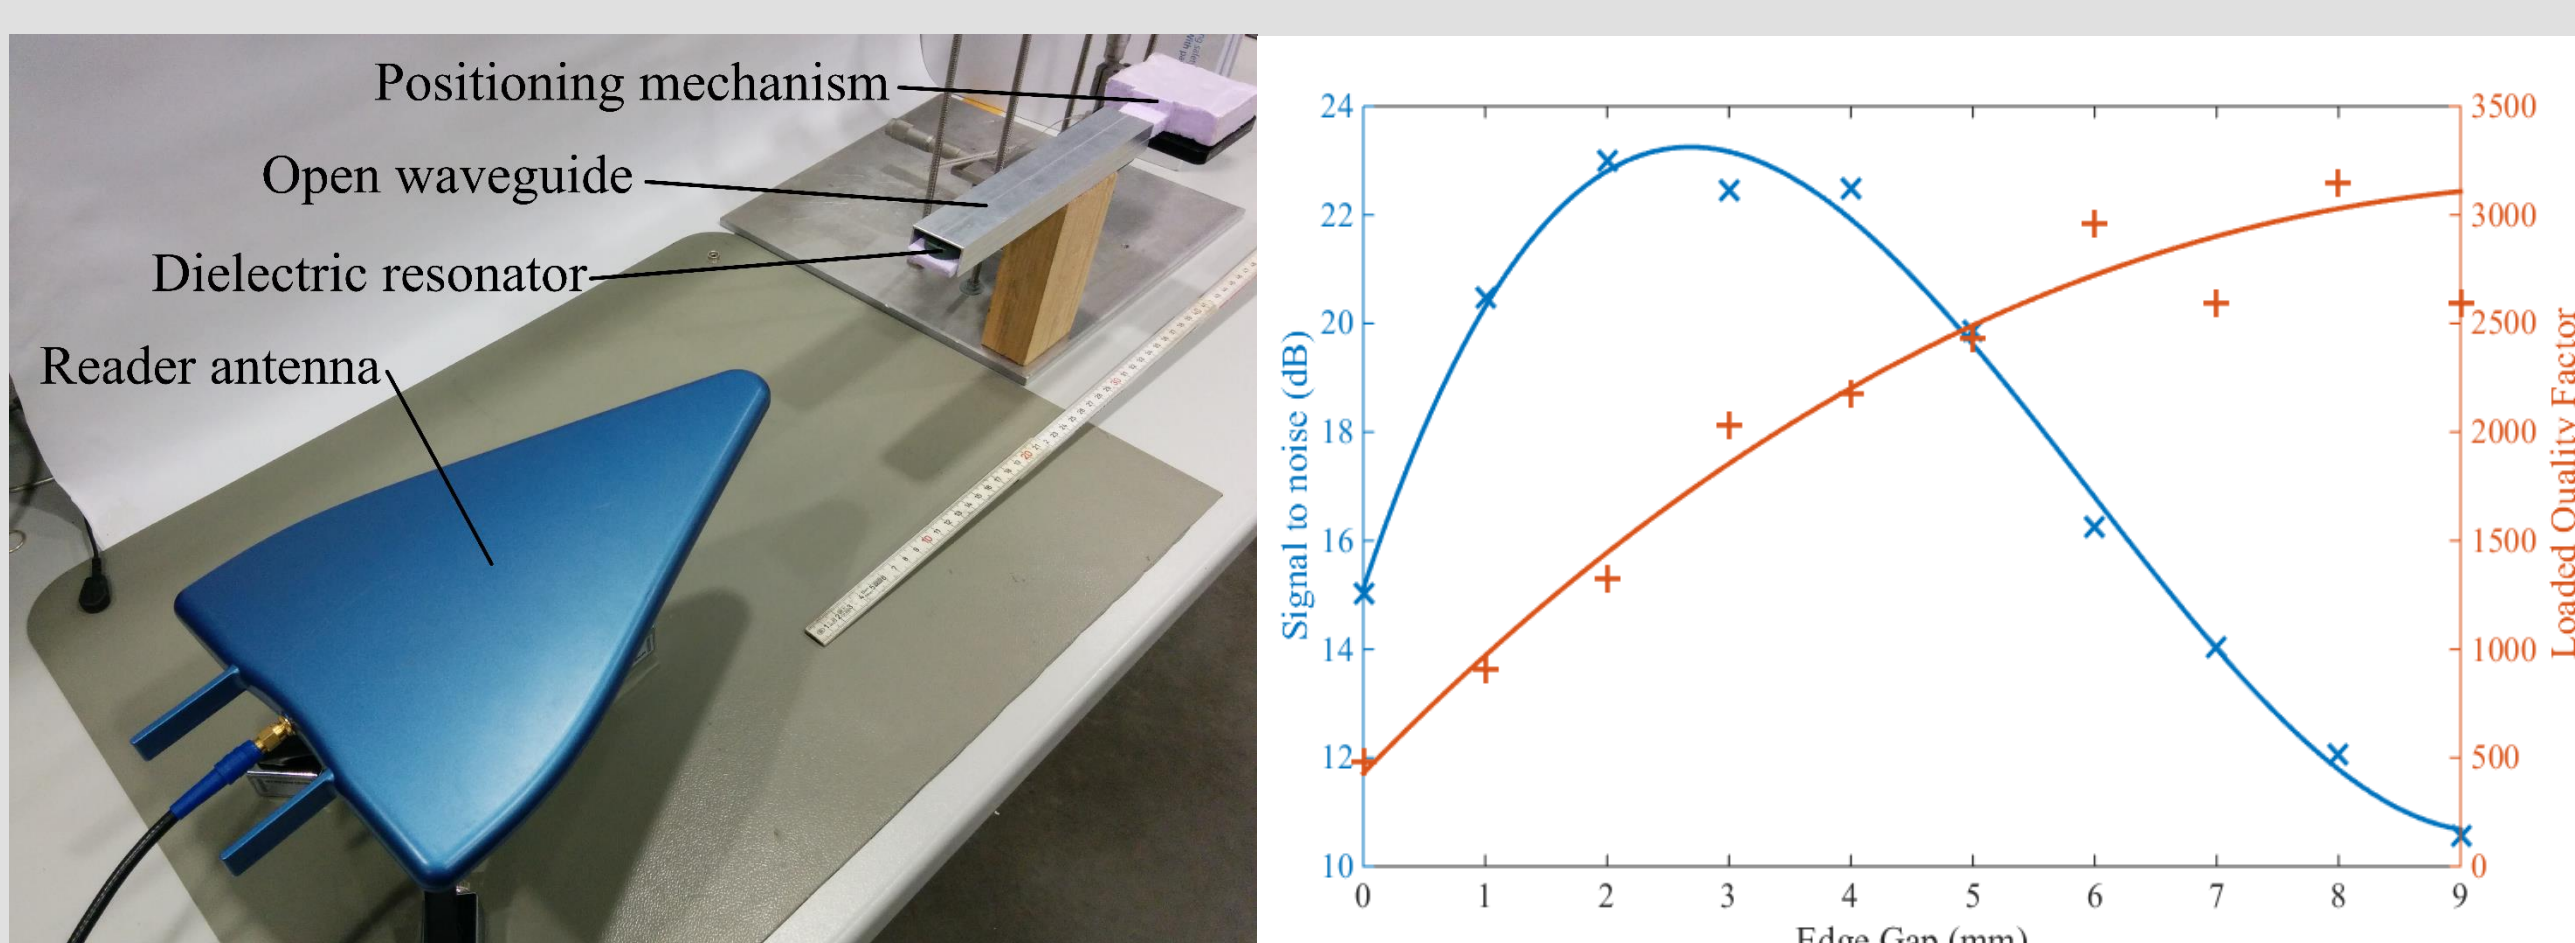 Positioning mechanism
Open waveguide
Dielectric resonator
Reader antenna
24
22
20
18
16
14
12
10
Signal to noise (dB)
3500
3000
2500
2000
1500
1000
500
0
Loaded Quality Factor
0 1 2 3 4 5 6 7 8 9
Edge Gap (mm)